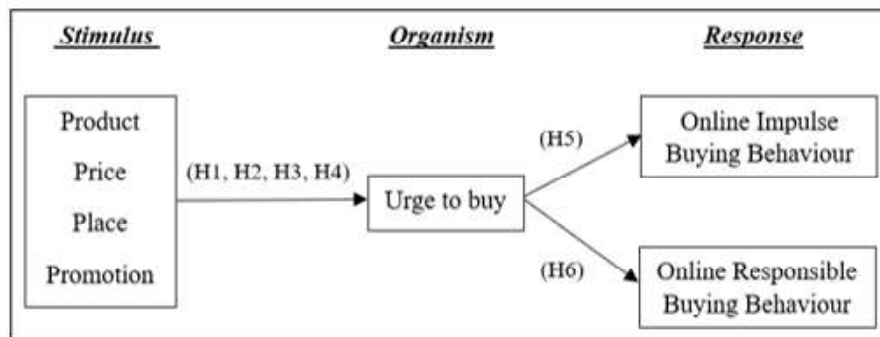 Stimulus
Organism
Response
Product
Price
Place
Promotion
(H1, H2, H3, H4)
Urge to buy
(H5)
(H6)
Online Impulse
Buying Behaviour
Online Responsible
Buying Behaviour